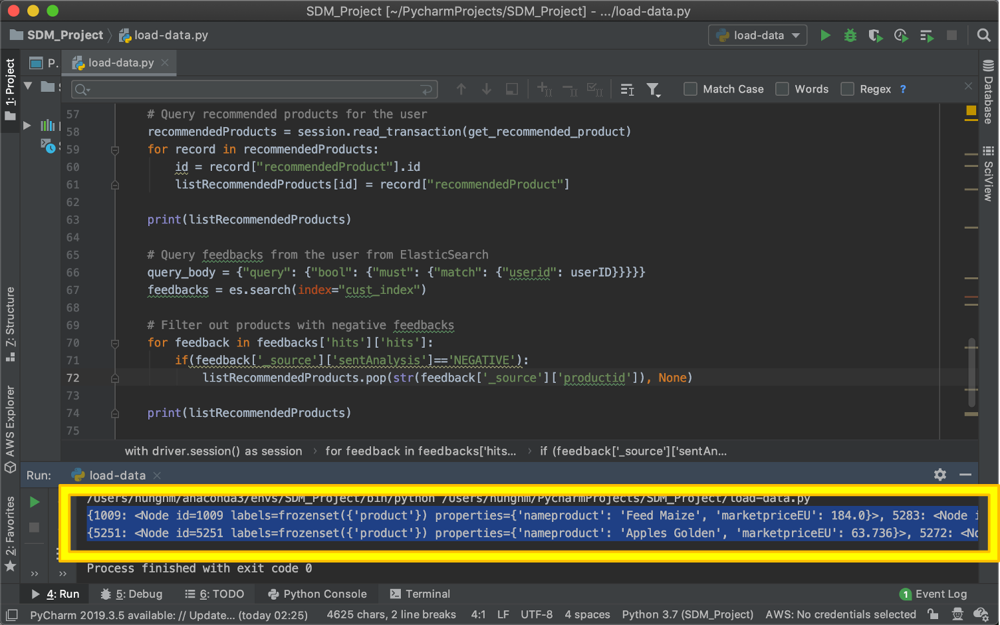 SDM_Project [~/PycharmProjects/SDM_Project] - .../load-data.py
SDM_Project load-data.py load-data
1: Project
P. load-data.py
Match Case Words Regex ?
57 # Query recommended products for the user
58 recommendedProducts = session.read_transaction(get_recommended_product)
59 for record in recommendedProducts:
60 id = record["recommendedProduct"].id
61 listRecommendedProducts[id] = record["recommendedProduct"]
62
63 print(listRecommendedProducts)
64
65 # Query feedbacks from the user from ElasticSearch
66 query_body = {"query": {"bool": {"must": {"match": {"userid": userID}}}}}
67 feedbacks = es.search(index="cust_index")
68
69 # Filter out products with negative feedbacks
70 for feedback in feedbacks['hits']['hits']:
71 if(feedback['_source']['sentAnalysis']=='NEGATIVE'):
72 listRecommendedProducts.pop(str(feedback['_source']['productid']), None)
73
74 print(listRecommendedProducts)
75
Database
SciView
7: Structure
AWS Explorer
2: Favorites
with driver.session() as session › for feedback in feedbacks['hits... › if (feedback['_source']['sentAn...
Run: load-data
/Users/hunghm/anaconda3/envs/SDM_Project/bin/python /Users/hunghm/PycharmProjects/SDM_Project/load-data.py
{1009: <Node id=1009 labels=frozenset({'product'}) properties={'nameproduct': 'Feed Maize', 'marketpriceEU': 184.0}>, 5283: <Node i
{5251: <Node id=5251 labels=frozenset({'product'}) properties={'nameproduct': 'Apples Golden', 'marketpriceEU': 63.736}>, 5272: <No
Process finished with exit code 0
4: Run 5: Debug 6: TODO Python Console Terminal 1 Event Log
PyCharm 2019.3.5 available: // Update... (today 02:25) 4625 chars, 2 line breaks 4:1 LF UTF-8 4 spaces Python 3.7 (SDM_Project) AWS: No credentials selected